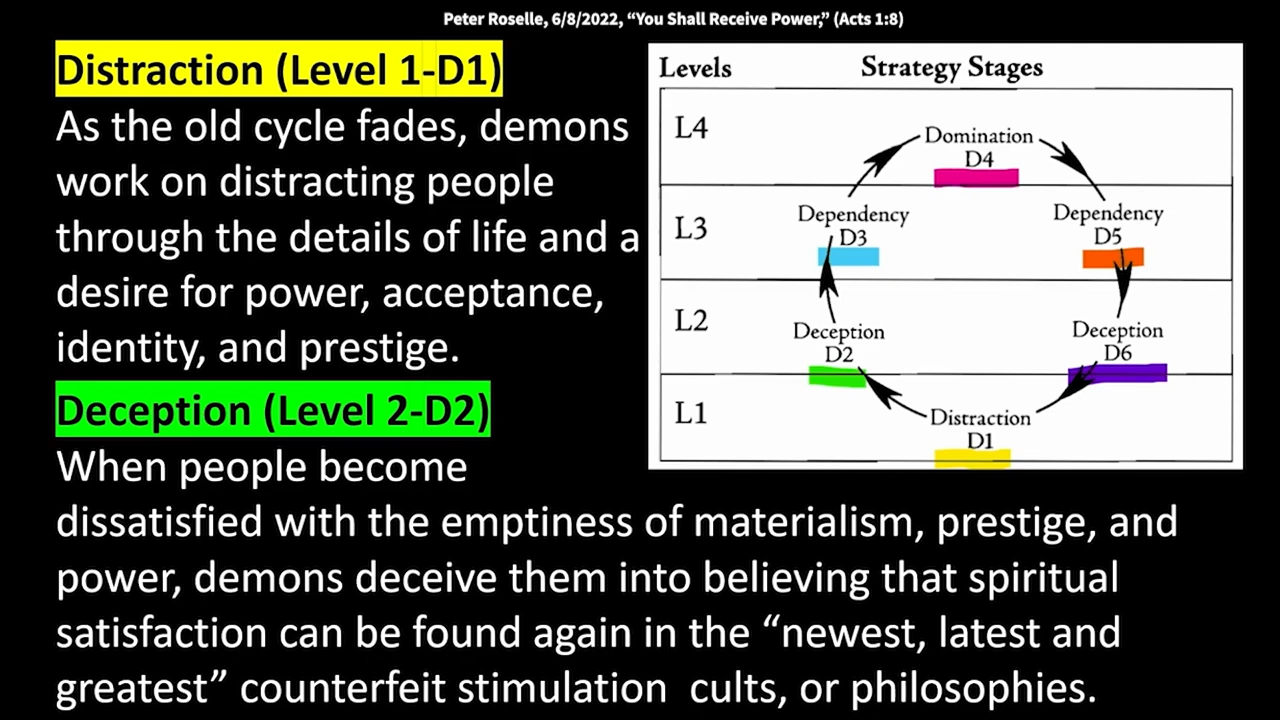 Peter Roselle, 6/8/2022, “You Shall Receive Power,” (Acts 1:8)
Distraction (Level 1-D1)
As the old cycle fades, demons
work on distracting people
through the details of life and a
desire for power, acceptance,
identity, and prestige.
Deception (Level 2-D2)
When people become
dissatisfied with the emptiness of materialism, prestige, and
power, demons deceive them into believing that spiritual
satisfaction can be found again in the “newest, latest and
greatest” counterfeit stimulation  cults, or philosophies.
Levels Strategy Stages
L4
Domination
D4
L3
Dependency
D3
Dependency
D5
L2
Deception
D2
Deception
D6
L1
Distraction
D1